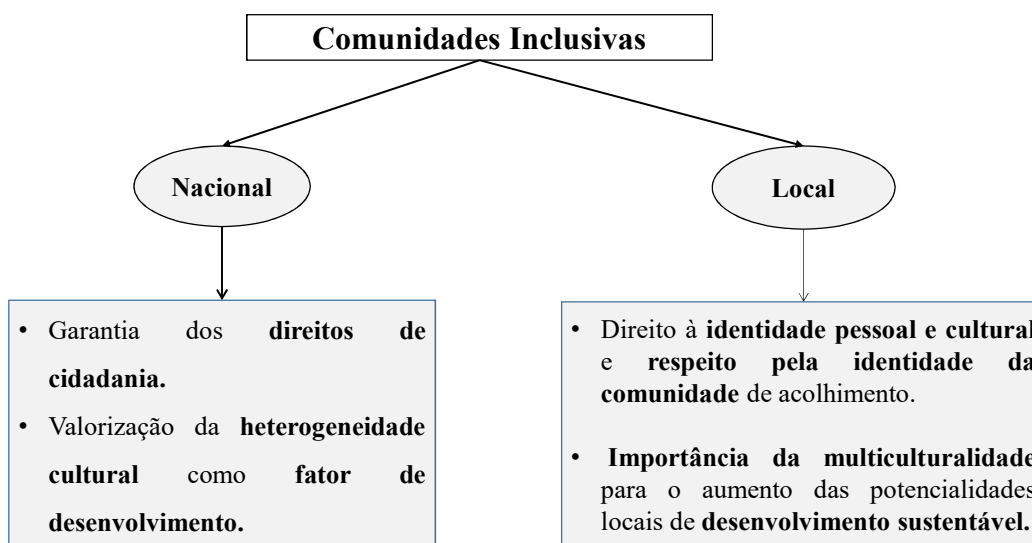 Comunidades Inclusivas
Nacional
Local
• Garantia dos direitos de
cidadania.
• Valorização da heterogeneidade
cultural como fator de
desenvolvimento.
• Direito à identidade pessoal e cultural
e respeito pela identidade da
comunidade de acolhimento.
• Importância da multiculturalidade
para o aumento das potencialidades
locais de desenvolvimento sustentável.